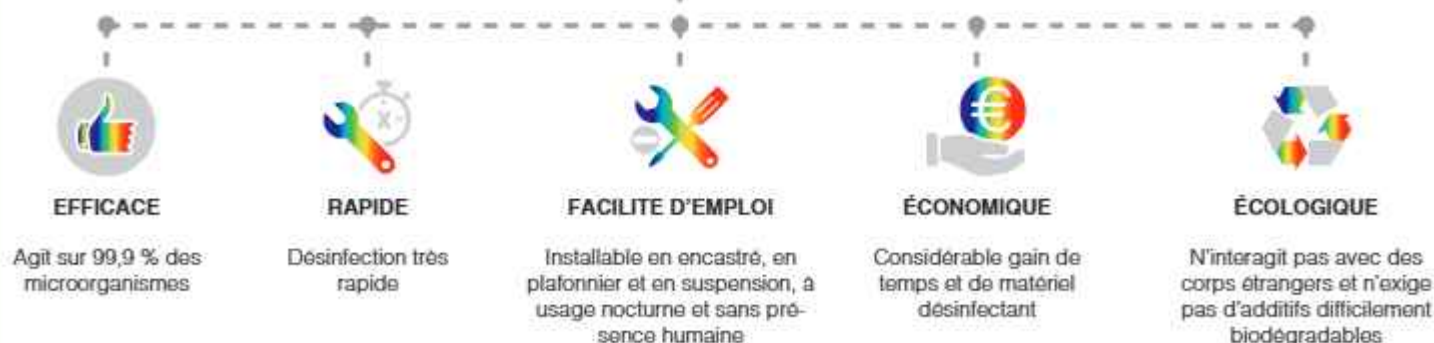 EFFICACE
Agit sur 99,9 % des
microorganismes
RAPIDE
Désinfection très
rapide
FACILITE D'EMPLOI
Installable en encastré, en
plafonnier et en suspension, à
usage nocturne et sans pré-
sence humaine
ÉCONOMIQUE
Considérable gain de
temps et de matériel
désinfectant
ÉCOLOGIQUE
N'interagit pas avec des
corps étrangers et n'exige
pas d'additifs difficilement
biodégradables